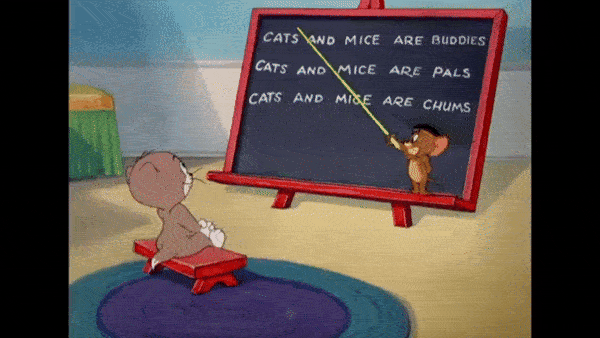 CATS AND MICE ARE BUDDIES
CATS AND MICE ARE PALS
CATS AND MICE ARE CHUMS